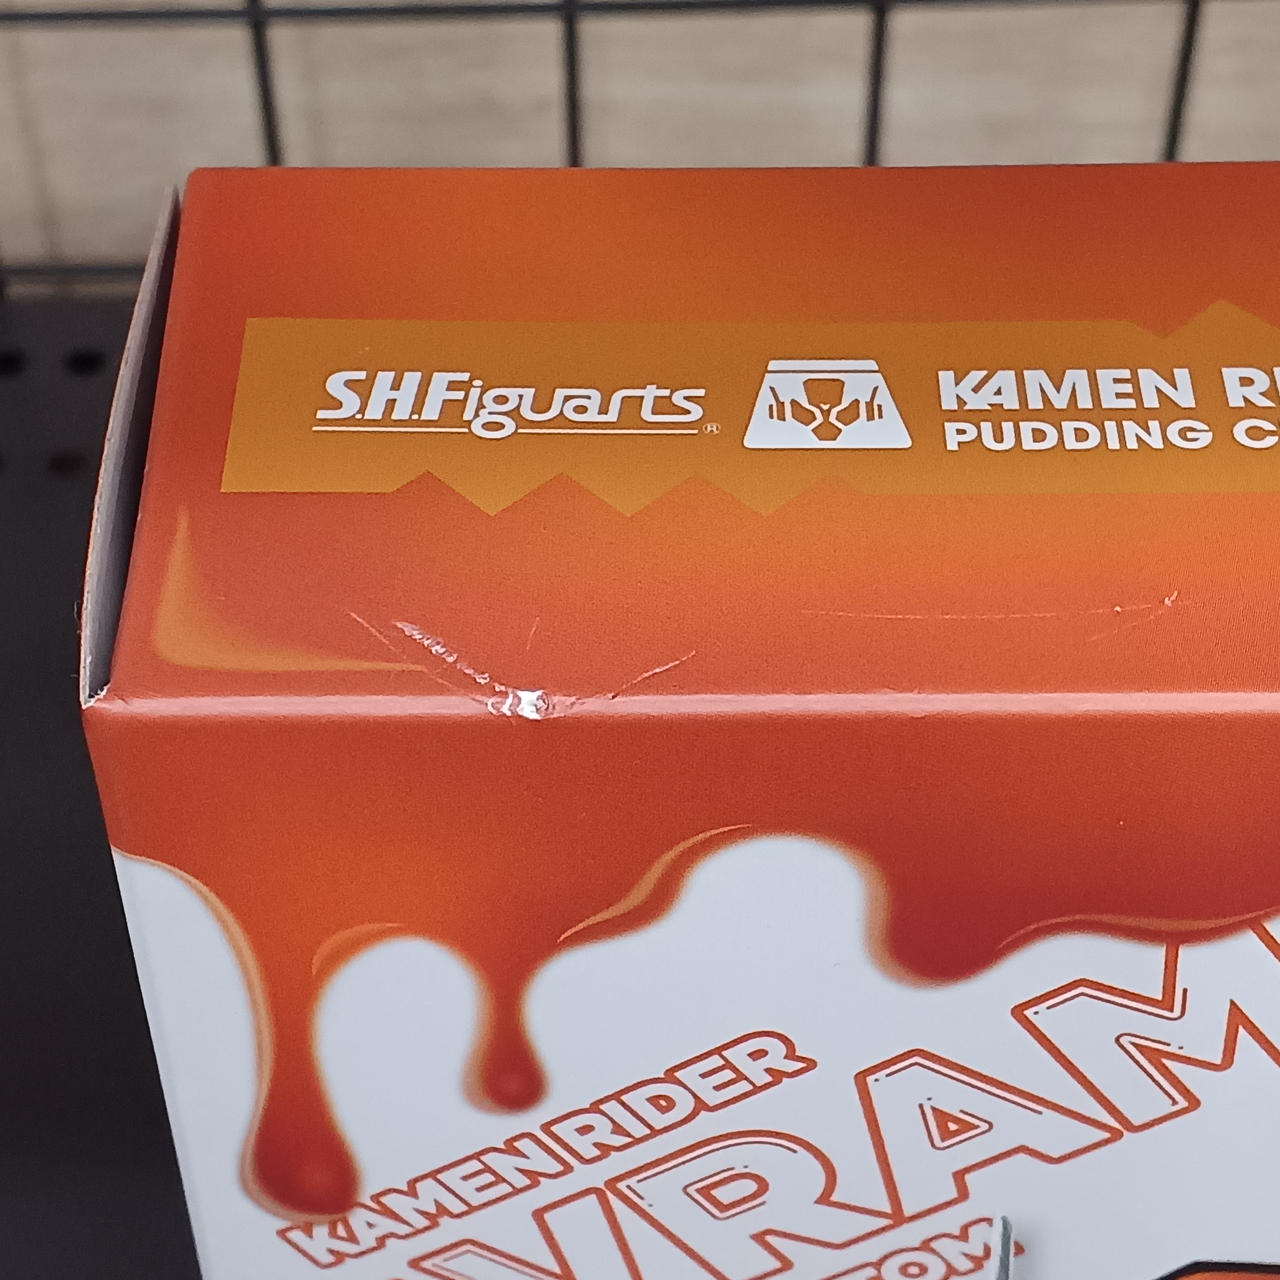 S.H.Figuarts®
KAMEN
PUDDING
KAMEN RIDER
VRAM